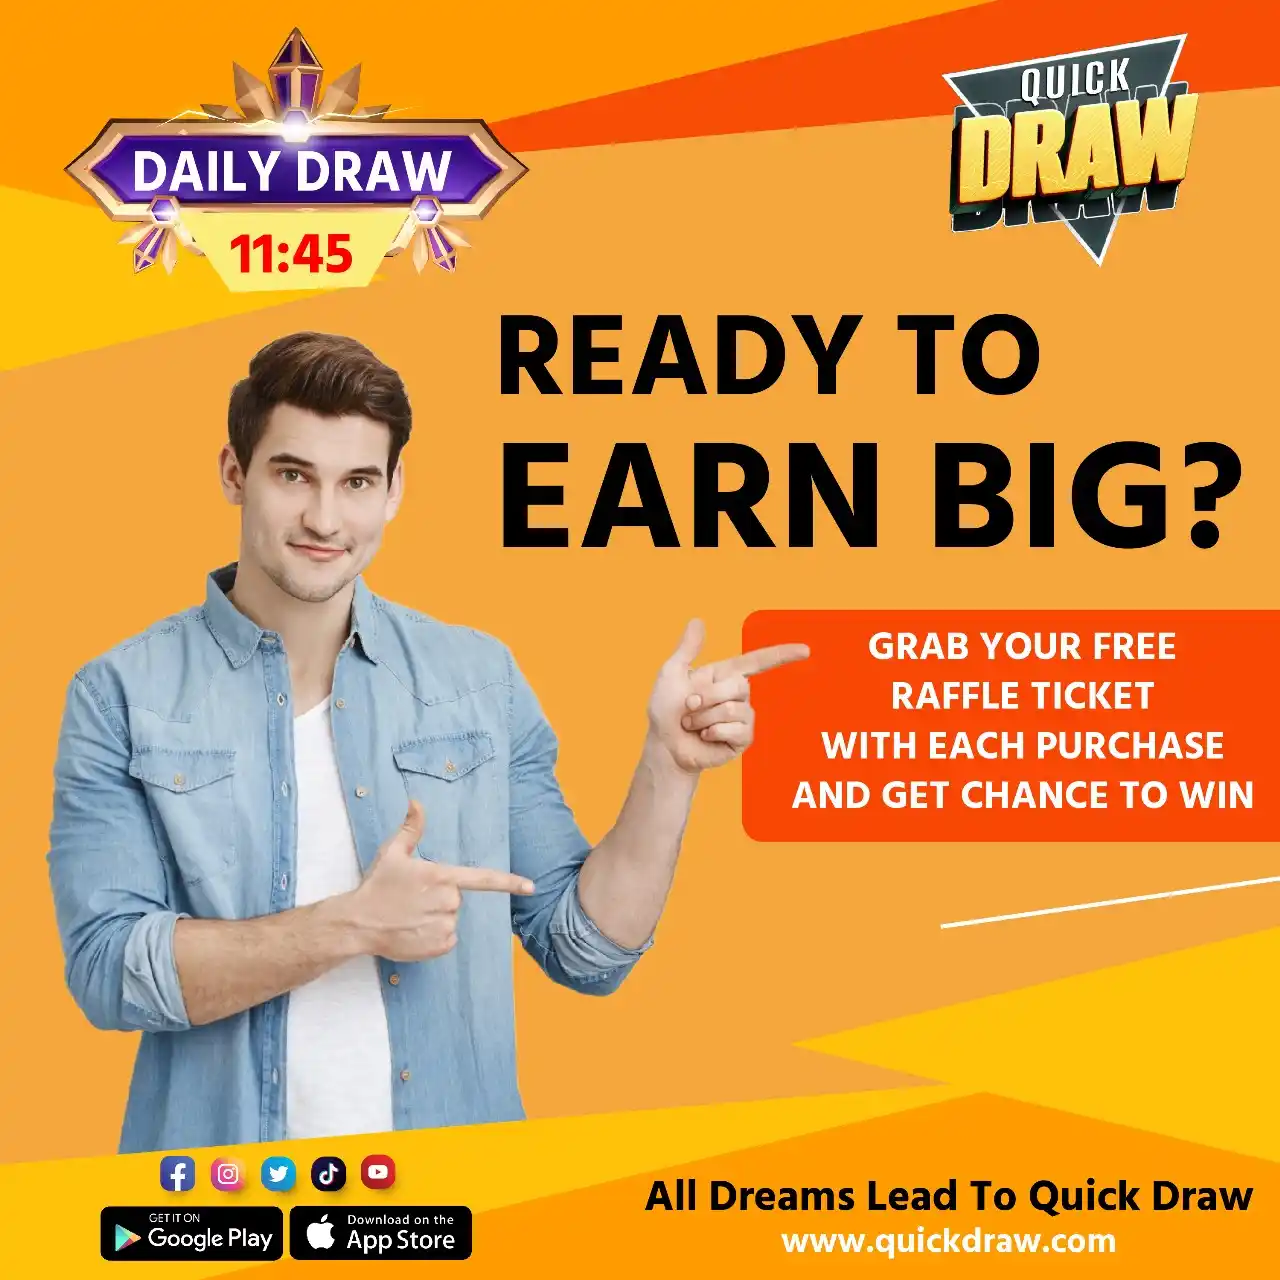 DAILY DRAW
11:45
QUICK
DRAW
READY TO
EARN BIG?
GRAB YOUR FREE
RAFFLE TICKET
WITH EACH PURCHASE
AND GET CHANCE TO WIN
GET IT ON
Google Play
Download on the
App Store
All Dreams Lead To Quick Draw
www.quickdraw.com